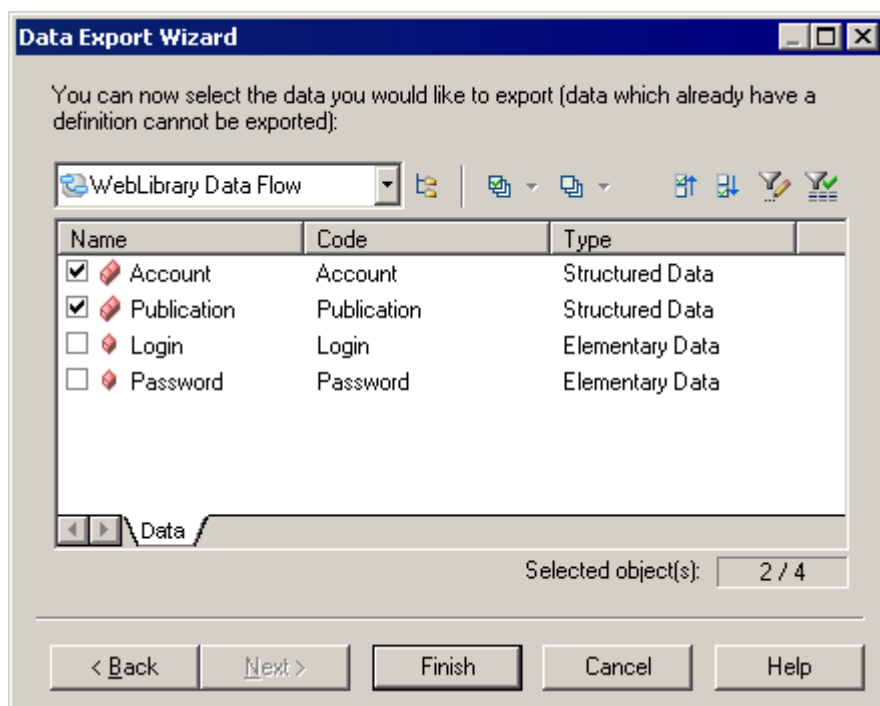 Data Export Wizard
You can now select the data you would like to export (data which already have a
definition cannot be exported):
WebLibrary Data Flow
Name Code Type
Account Account Structured Data
Publication Publication Structured Data
Login Login Elementary Data
Password Password Elementary Data
Data
Selected object(s): 2 / 4
< Back Next > Finish Cancel Help